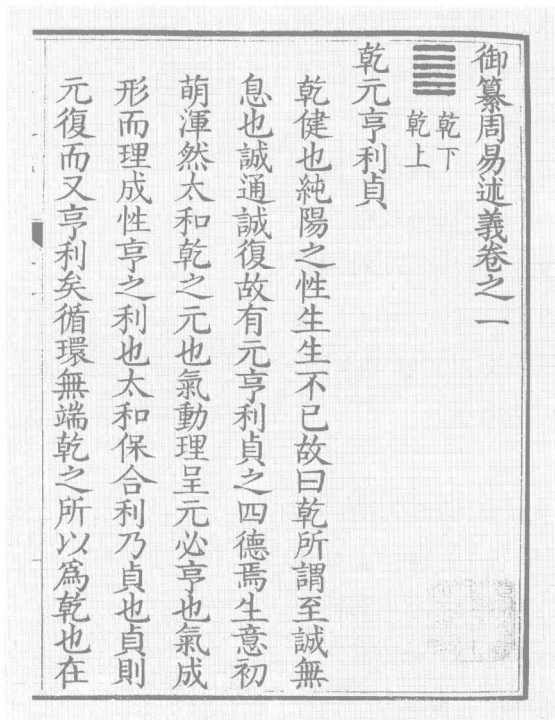 御纂周易述義卷之一
乾下
乾上
乾元亨利貞
乾健也純陽之性生生不已故曰乾所謂至誠無
息也誠通誠復故有元亨利貞之四德焉生意初
萌渾然太和乾之元也氣動理呈元必亨也氣成
形而理成性亨之利也太和保合利乃貞也貞則
元復而又亨利矣循環無端乾之所以爲乾也在